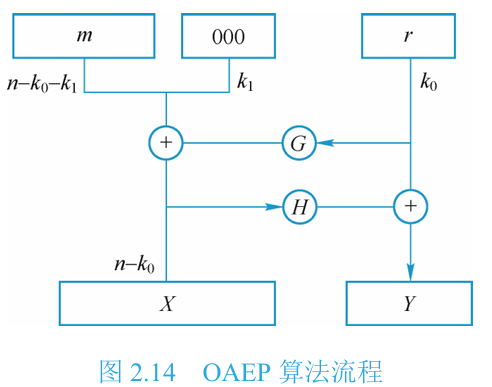 m 000 r
n–k₀–k₁ k₁ k₀
+ G
H +
n–k₀
X Y
图 2.14 OAEP 算法流程